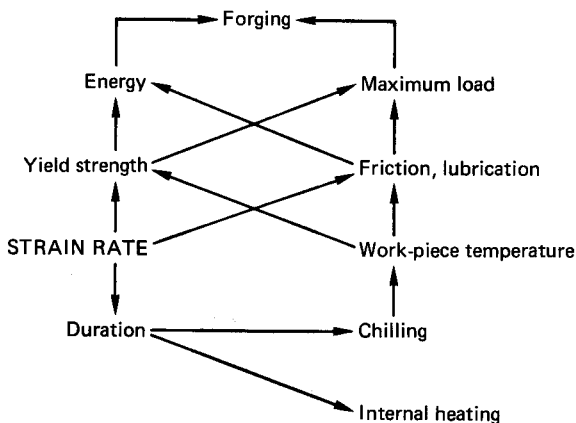 Forging
Energy
Maximum load
Yield strength
Friction, lubrication
STRAIN RATE
Work-piece temperature
Duration
Chilling
Internal heating